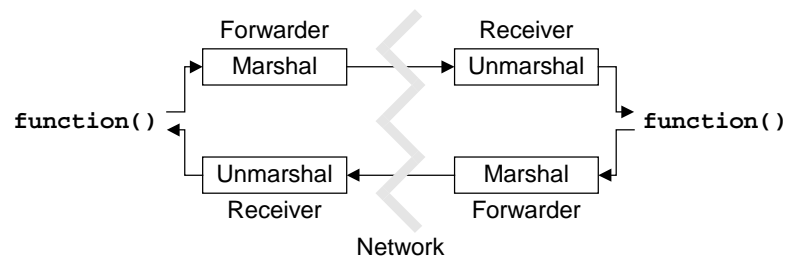 Forwarder
Receiver
Marshal
Unmarshal
function()
function()
Unmarshal
Marshal
Receiver
Forwarder
Network